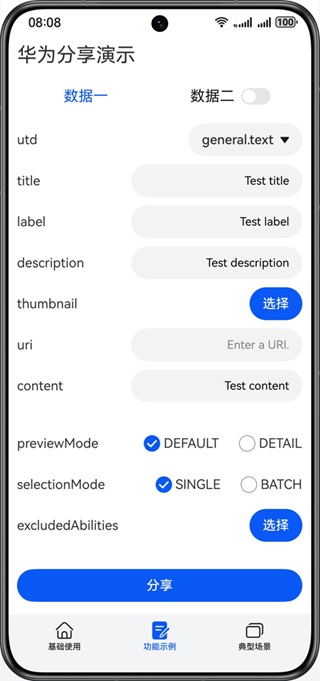 08:08
100
华为分享演示
数据一 数据二
utd general.text
title Test title
label Test label
description Test description
thumbnail 选择
uri Enter a URI.
content Test content
previewMode DEFAULT DETAIL
selectionMode SINGLE BATCH
excludedAbilities 选择
分享
基础使用 功能示例 典型场景